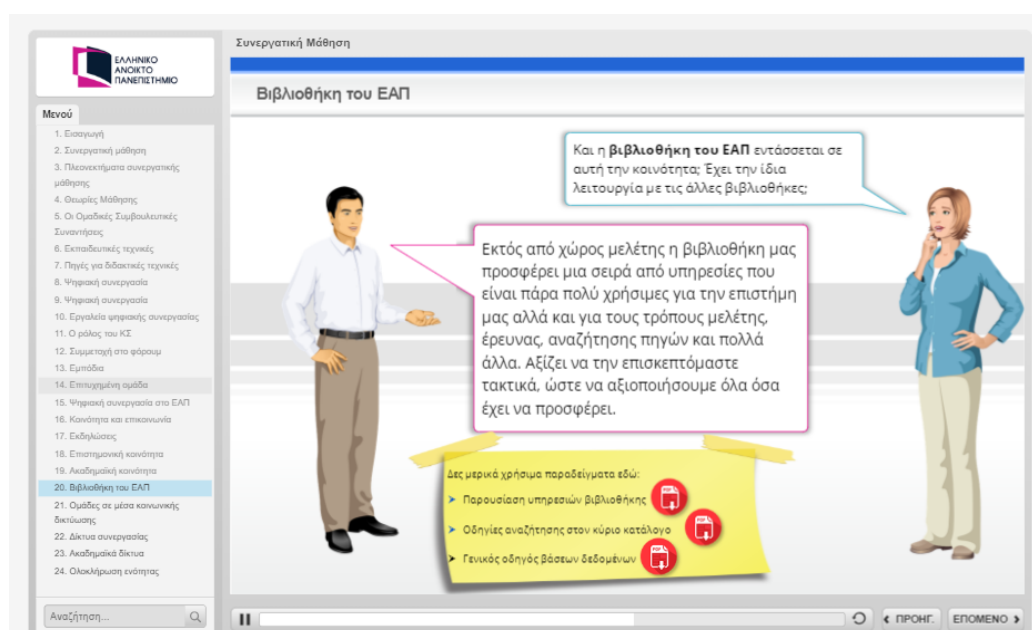 ΕΛΛΗΝΙΚΟ
ΑΝΟΙΚΤΟ
ΠΑΝΕΠΙΣΤΗΜΙΟ
Μενού
1. Εισαγωγή
2. Συνεργατική μάθηση
3. Πλεονεκτήματα συνεργατικής
μάθησης
4. Θεωρίες Μάθησης
5. Οι Ομαδικές Συμβουλευτικές
Συναντήσεις
6. Εκπαιδευτικές τεχνικές
7. Πηγές για διδακτικές τεχνικές
8. Ψηφιακή συνεργασία
9. Ψηφιακή συνεργασία
10. Εργαλεία ψηφιακής συνεργασίας
11. Ο ρόλος του ΚΣ
12. Συμμετοχή στο φόρουμ
13. Εμπόδια
14. Επιτυχημένη ομάδα
15. Ψηφιακή συνεργασία στο ΕΑΠ
16. Κοινότητα και επικοινωνία
17. Εκδηλώσεις
18. Επιστημονική κοινότητα
19. Ακαδημαϊκή κοινότητα
20. Βιβλιοθήκη του ΕΑΠ
21. Ομάδες σε μέσα κοινωνικής
δικτύωσης
22. Δίκτυα συνεργασίας
23. Ακαδημαϊκά δίκτυα
24. Ολοκλήρωση ενότητας
Αναζήτηση...
Συνεργατική Μάθηση
Βιβλιοθήκη του ΕΑΠ
Και η βιβλιοθήκη του ΕΑΠ εντάσσεται σε
αυτή την κοινότητα; Έχει την ίδια
λειτουργία με τις άλλες βιβλιοθήκες;
Εκτός από χώρος μελέτης η βιβλιοθήκη μας
προσφέρει μια σειρά από υπηρεσίες που
είναι πάρα πολύ χρήσιμες για την επιστήμη
μας αλλά και για τους τρόπους μελέτης,
έρευνας, αναζήτησης πηγών και πολλά
άλλα. Αξίζει να την επισκεπτόμαστε
τακτικά, ώστε να αξιοποιήσουμε όλα όσα
έχει να προσφέρει.
Δες μερικά χρήσιμα παραδείγματα εδώ:
➤ Παρουσίαση υπηρεσιών βιβλιοθήκης PDF
➤ Οδηγίες αναζήτησης στον κύριο κατάλογο PDF
➤ Γενικός οδηγός βάσεων δεδομένων PDF
ΠΡΟΗΓ.
ΕΠΟΜΕΝΟ